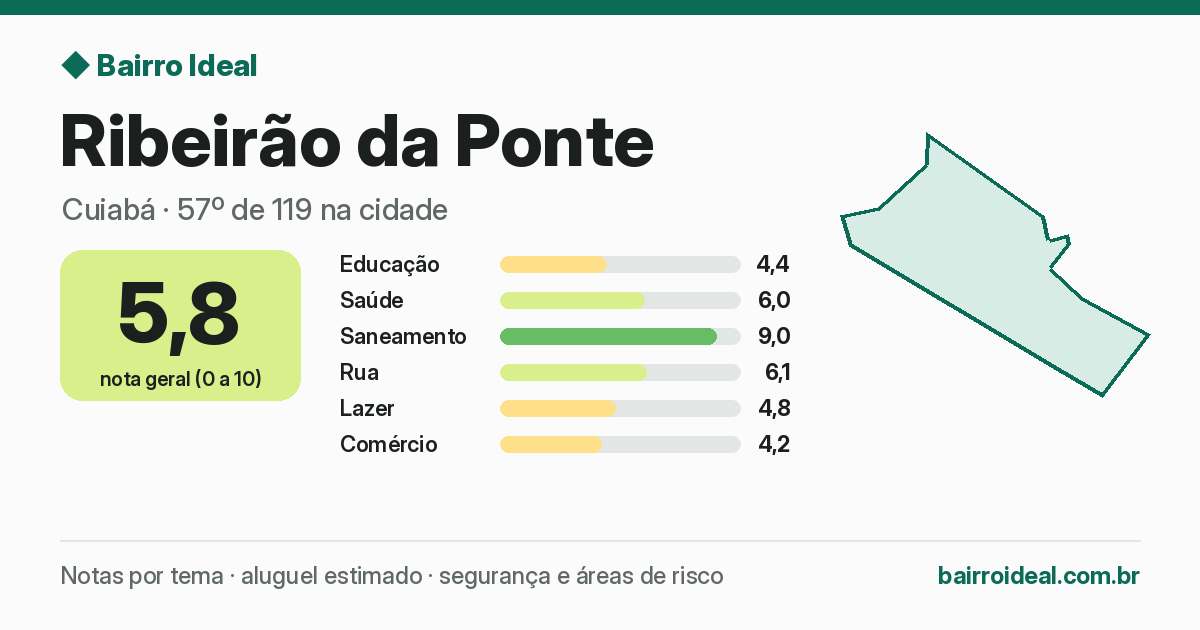 Bairro Ideal
Ribeirão da Ponte
Cuiabá · 57º de 119 na cidade
5,8
nota geral (0 a 10)
Educação 4,4
Saúde 6,0
Saneamento 9,0
Rua 6,1
Lazer 4,8
Comércio 4,2
Notas por tema · aluguel estimado · segurança e áreas de risco
bairroideal.com.br